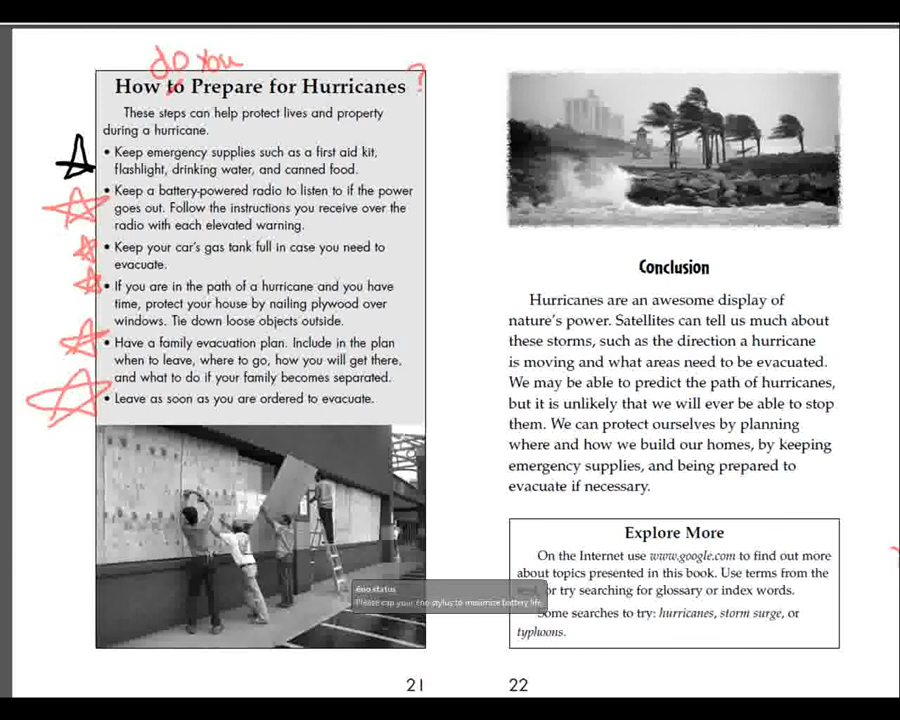 do You
How to Prepare for Hurricanes ?
These steps can help protect lives and property
during a hurricane.
• Keep emergency supplies such as a first aid kit,
flashlight, drinking water, and canned food.
• Keep a battery-powered radio to listen to if the power
goes out. Follow the instructions you receive over the
radio with each elevated warning.
• Keep your car's gas tank full in case you need to
evacuate.
• If you are in the path of a hurricane and you have
time, protect your house by nailing plywood over
windows. Tie down loose objects outside.
• Have a family evacuation plan. Include in the plan
when to leave, where to go, how you will get there,
and what to do if your family becomes separated.
• Leave as soon as you are ordered to evacuate.
eno status
Please cap your eno stylus to maximize battery life.
21
Conclusion
Hurricanes are an awesome display of
nature's power. Satellites can tell us much about
these storms, such as the direction a hurricane
is moving and what areas need to be evacuated.
We may be able to predict the path of hurricanes,
but it is unlikely that we will ever be able to stop
them. We can protect ourselves by planning
where and how we build our homes, by keeping
emergency supplies, and being prepared to
evacuate if necessary.
Explore More
On the Internet use www.google.com to find out more
about topics presented in this book. Use terms from the
or try searching for glossary or index words.
Some searches to try: hurricanes, storm surge, or
typhoons.
22